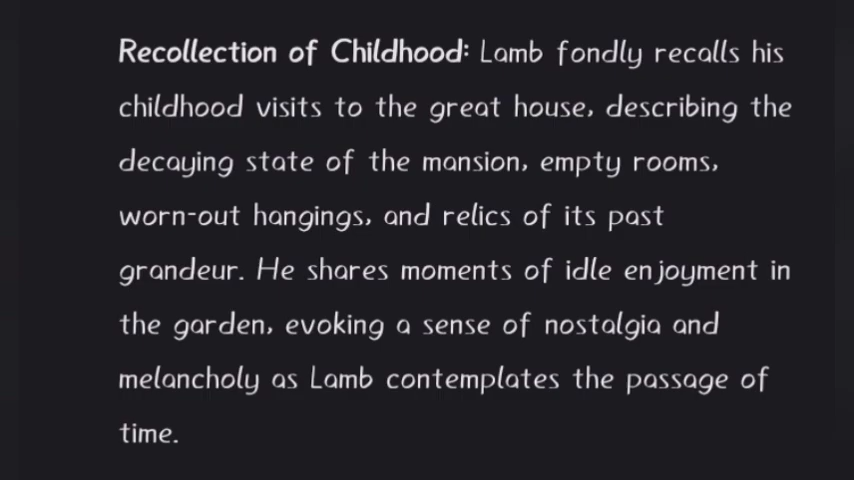 Recollection of Childhood: Lamb fondly recalls his
childhood visits to the great house, describing the
decaying state of the mansion, empty rooms,
worn-out hangings, and relics of its past
grandeur. He shares moments of idle enjoyment in
the garden, evoking a sense of nostalgia and
melancholy as Lamb contemplates the passage of
time.